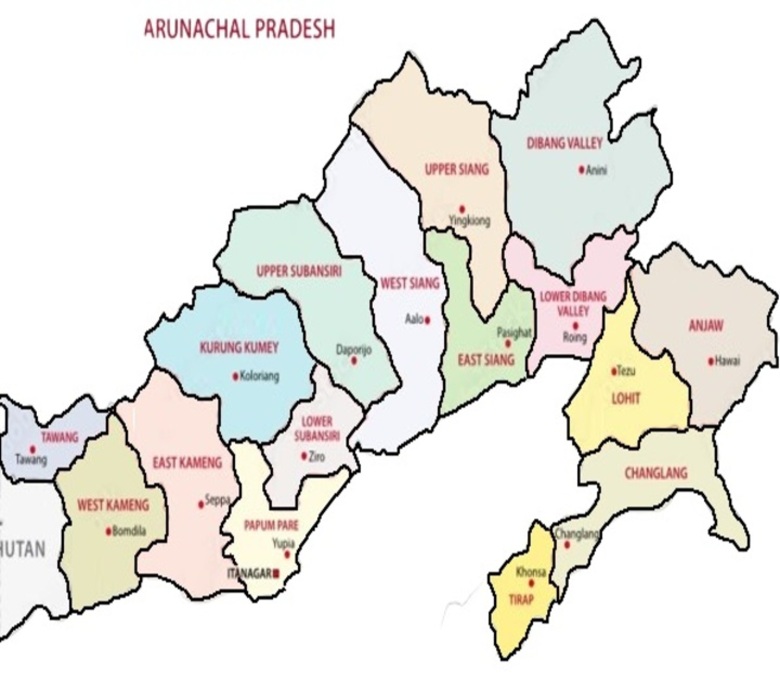 ARUNACHAL PRADESH
DIBANG VALLEY
Anini
UPPER SIANG
Yingkiong
UPPER SUBANSIRI
Daporijo
WEST SIANG
Aalo
LOWER DIBANG
VALLEY
Roing
ANJAW
Hawai
KURUNG KUMEY
Koloriang
Pasighat
EAST SIANG
Tezu
LOHIT
LOWER
SUBANSIRI
Ziro
TAWANG
Tawang
EAST KAMENG
Seppa
WEST KAMENG
Bomdila
CHANGLANG
Changlang
PAPUM PARE
Yupia
ITANAGAR
HUTAN
Khonsa
TIRAP